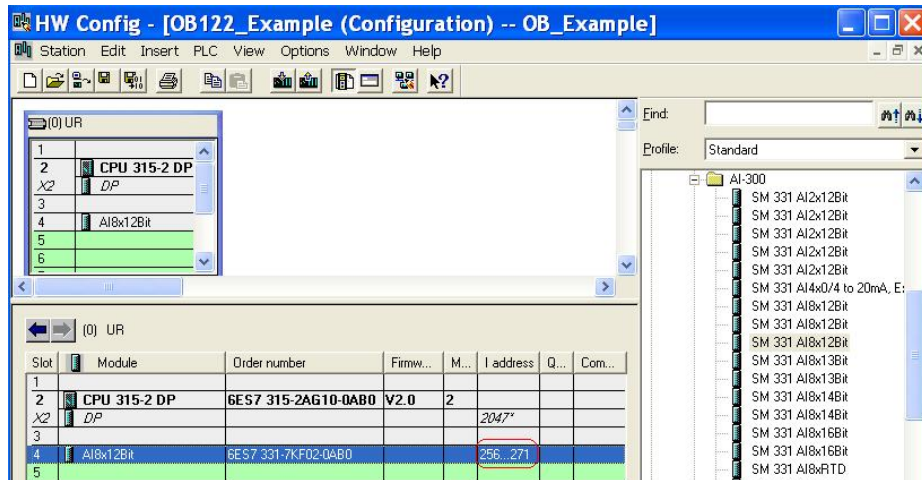 HW Config - [OB122_Example (Configuration) -- OB_Example]
Station Edit Insert PLC View Options Window Help
(0) UR
1
2 CPU 315-2 DP
X2 DP
3
4 AI8x12Bit
5
6
Find:
Profile: Standard
AI-300
SM 331 AI2x12Bit
SM 331 AI2x12Bit
SM 331 AI2x12Bit
SM 331 AI2x12Bit
SM 331 AI2x12Bit
SM 331 AI4x0/4 to 20mA, E
SM 331 AI8x12Bit
SM 331 AI8x12Bit
SM 331 AI8x12Bit
SM 331 AI8x13Bit
SM 331 AI8x13Bit
SM 331 AI8x14Bit
SM 331 AI8x14Bit
SM 331 AI8x16Bit
SM 331 AI8x16Bit
SM 331 AI8xRTD
(0) UR
Slot Module Order number Firmw... M... I address Q... Com...
1
2 CPU 315-2 DP 6ES7 315-2AG10-0AB0 V2.0 2
X2 DP 2047*
3
4 AI8x12Bit 6ES7 331-7KF02-0AB0 256...271
5